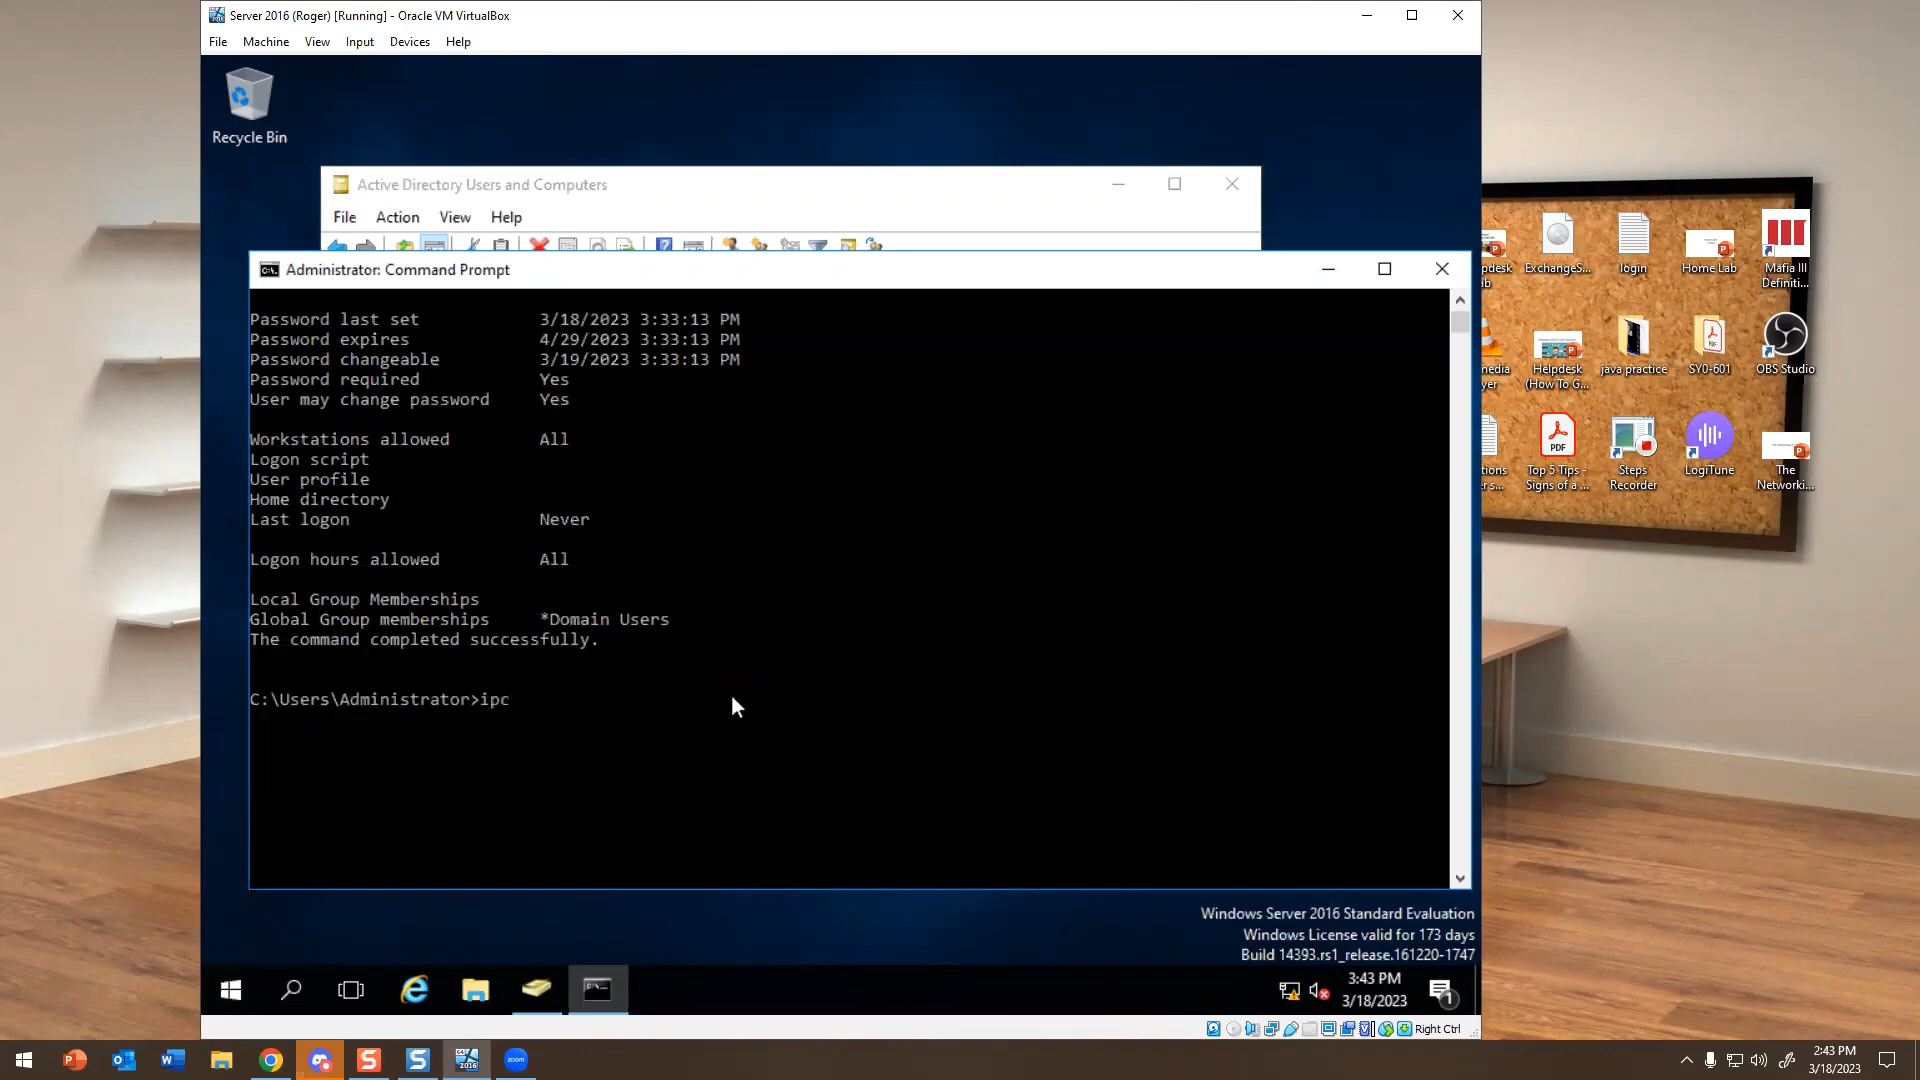 Server 2016 (Roger) [Running] - Oracle VM VirtualBox
File Machine View Input Devices Help
Recycle Bin
Active Directory Users and Computers
File Action View Help
Administrator: Command Prompt
Password last set 3/18/2023 3:33:13 PM
Password expires 4/29/2023 3:33:13 PM
Password changeable 3/19/2023 3:33:13 PM
Password required Yes
User may change password Yes
Workstations allowed All
Logon script
User profile
Home directory
Last logon Never
Logon hours allowed All
Local Group Memberships
Global Group memberships *Domain Users
The command completed successfully.
C:\Users\Administrator>ipc
Windows Server 2016 Standard Evaluation
Windows License valid for 173 days
Build 14393.rs1_release.161220-1747
3:43 PM
3/18/2023
1
Right Ctrl
ExchangeS...
login
Home Lab
Mafia III
Definiti...
Helpdesk
(How To G...
java practice
SY0-601
OBS Studio
PDF
Top 5 Tips -
Signs of a ...
Steps
Recorder
LogiTune
The
Networki...
zoom
2:43 PM
3/18/2023